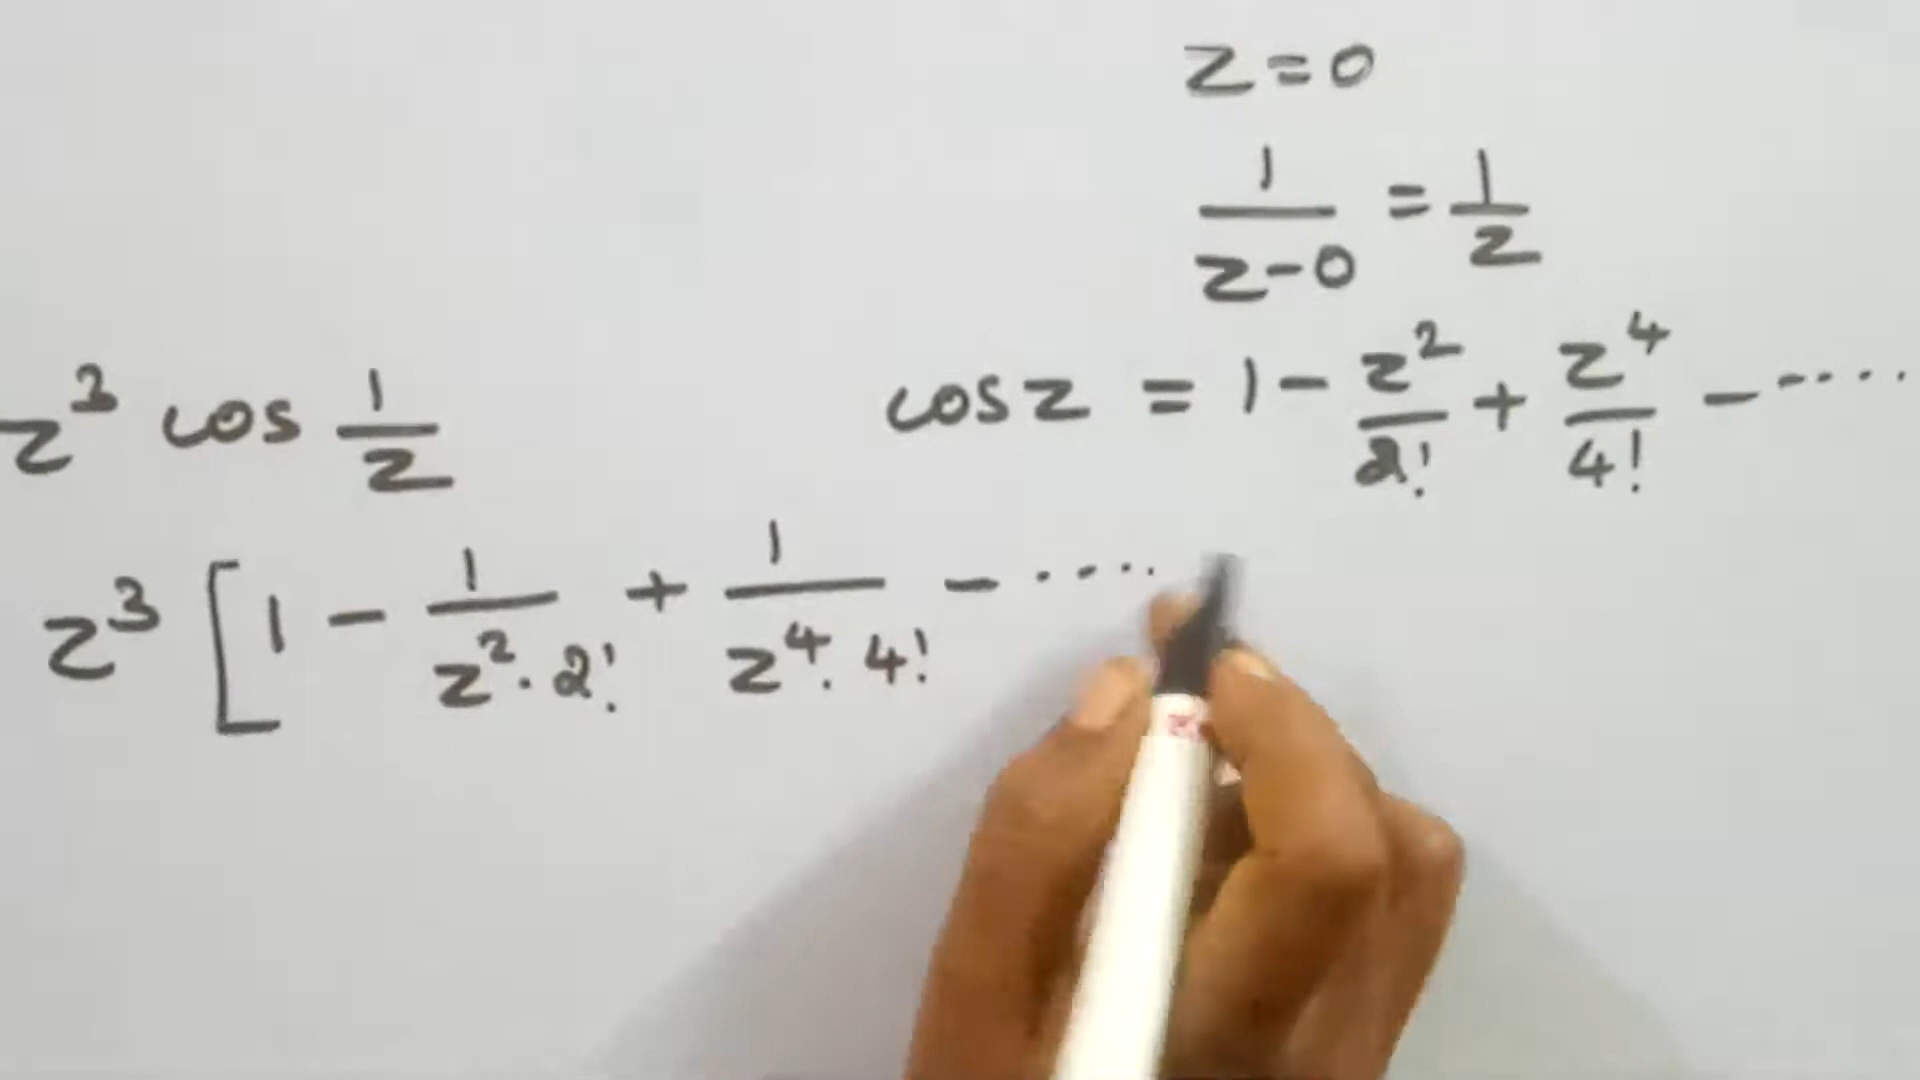 z = 0
1/(z-0) = 1/z
z³ cos 1/z
cos z = 1 - z²/2! + z⁴/4! - ....
z³ [ 1 - 1/(z² · 2!) + 1/(z⁴ · 4!) - ....